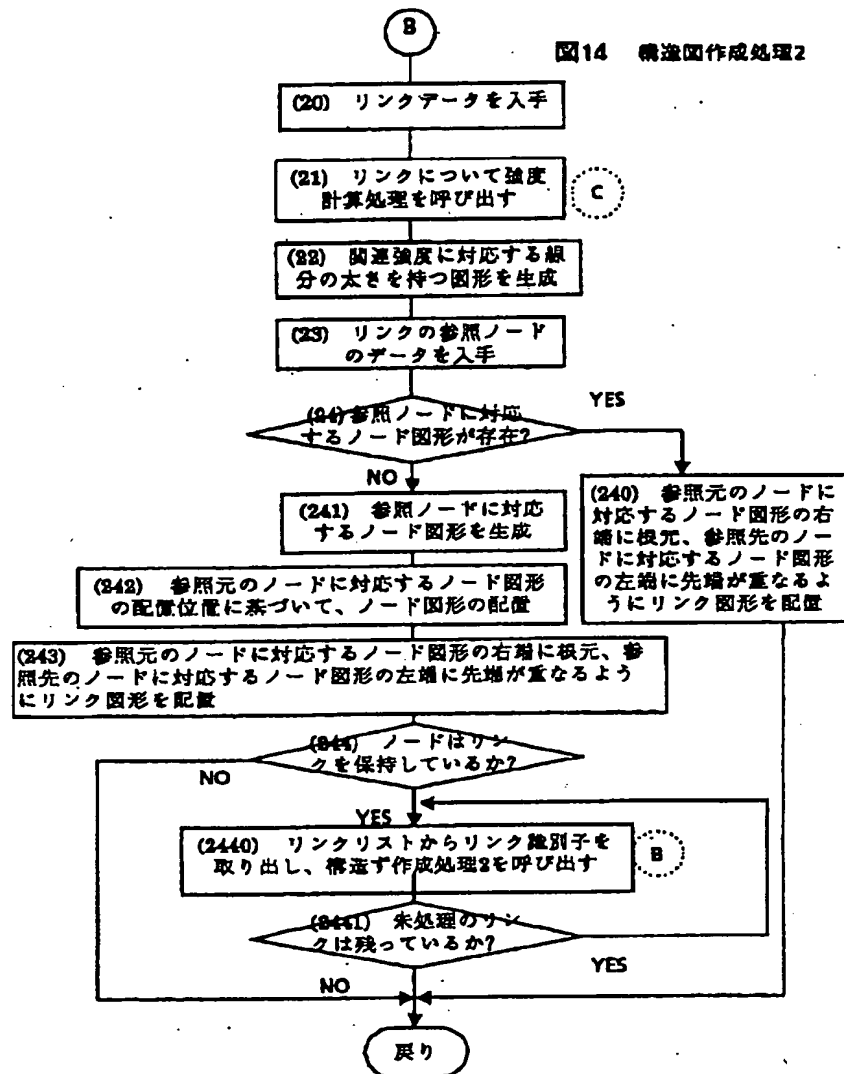 B
図14 構造図作成処理2
(20) リンクデータを入手
(21) リンクについて強度
計算処理を呼び出す
C
(22) 関連強度に対応する線
分の太さを持つ図形を生成
(23) リンクの参照ノード
のデータを入手
(24) 参照ノードに対応
するノード図形が存在?
YES
NO
(240) 参照元のノードに
対応するノード図形の右
端に根元、参照先のノー
ドに対応するノード図形
の左端に先端が重なるよ
うにリンク図形を配置
(241) 参照ノードに対応
するノード図形を生成
(242) 参照元のノードに対応するノード図形
の配置位置に基づいて、ノード図形の配置
(243) 参照元のノードに対応するノード図形の右端に根元、参
照先のノードに対応するノード図形の左端に先端が重なるよう
にリンク図形を配置
(244) ノードはリン
クを保持しているか?
NO
YES
(2440) リンクリストからリンク識別子を
取り出し、構造ず作成処理2を呼び出す
B
(2441) 未処理のリン
クは残っているか?
YES
NO
戻り